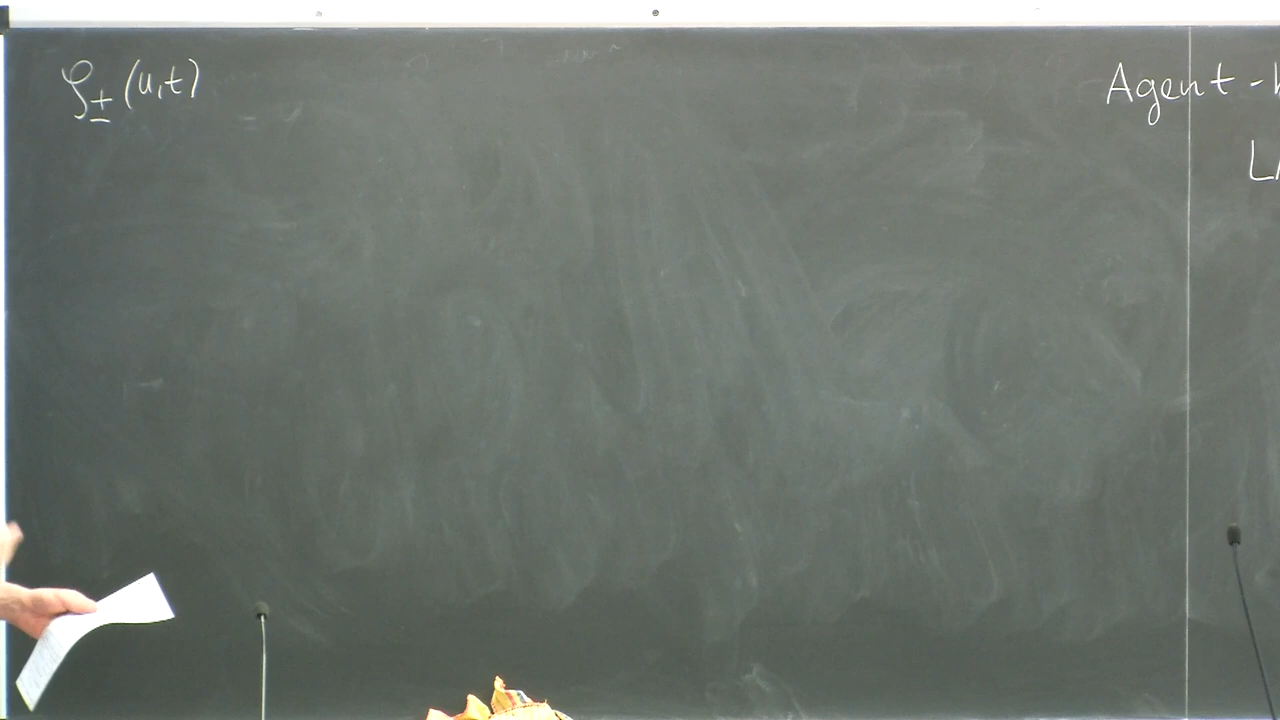 ρ± (u,t)
Agent -